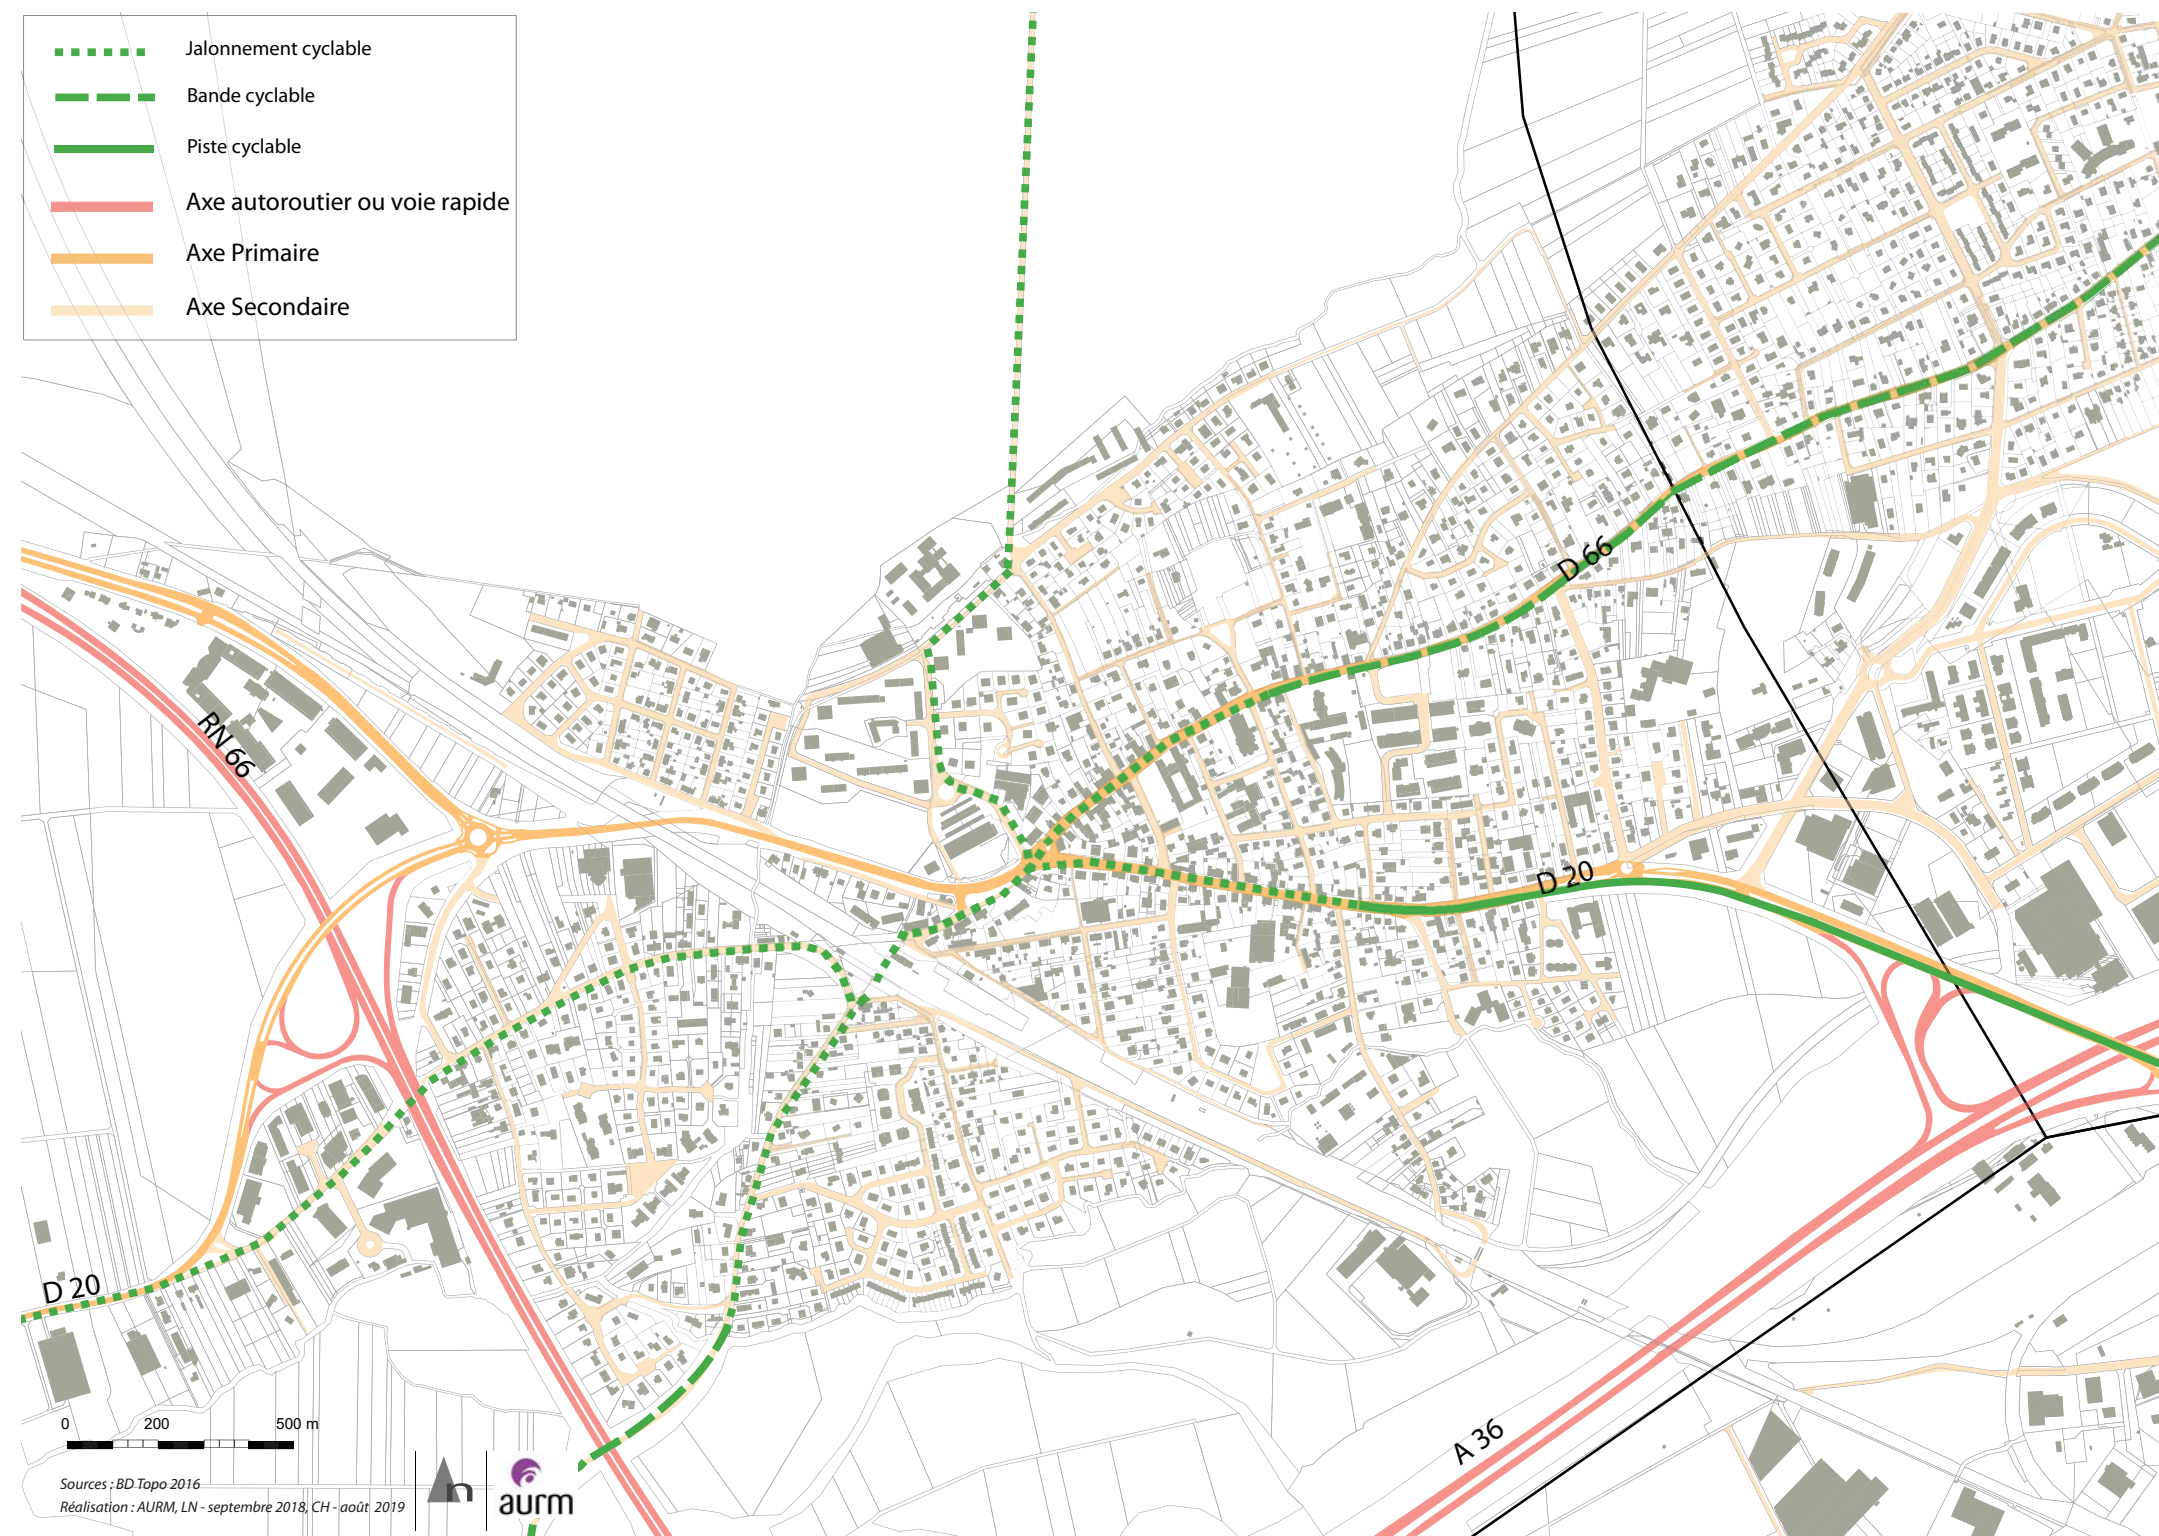 Jalonnement cyclable
Bande cyclable
Piste cyclable
Axe autoroutier ou voie rapide
Axe Primaire
Axe Secondaire
D 66
RN 66
D 20
D 20
A 36
0 200 500 m
Sources : BD Topo 2016
Réalisation : AURM, LN - septembre 2018, CH - août 2019
n
aurm